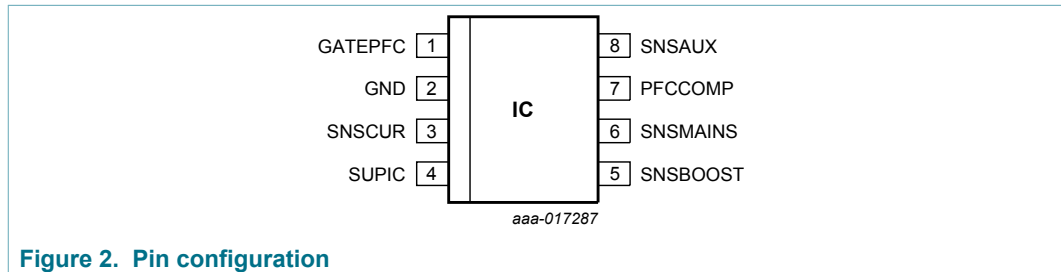 GATEPFC 1
8 SNSAUX
GND 2
7 PFCCOMP
IC
SNSCUR 3
6 SNSMAINS
SUPIC 4
5 SNSBOOST
aaa-017287
Figure 2. Pin configuration